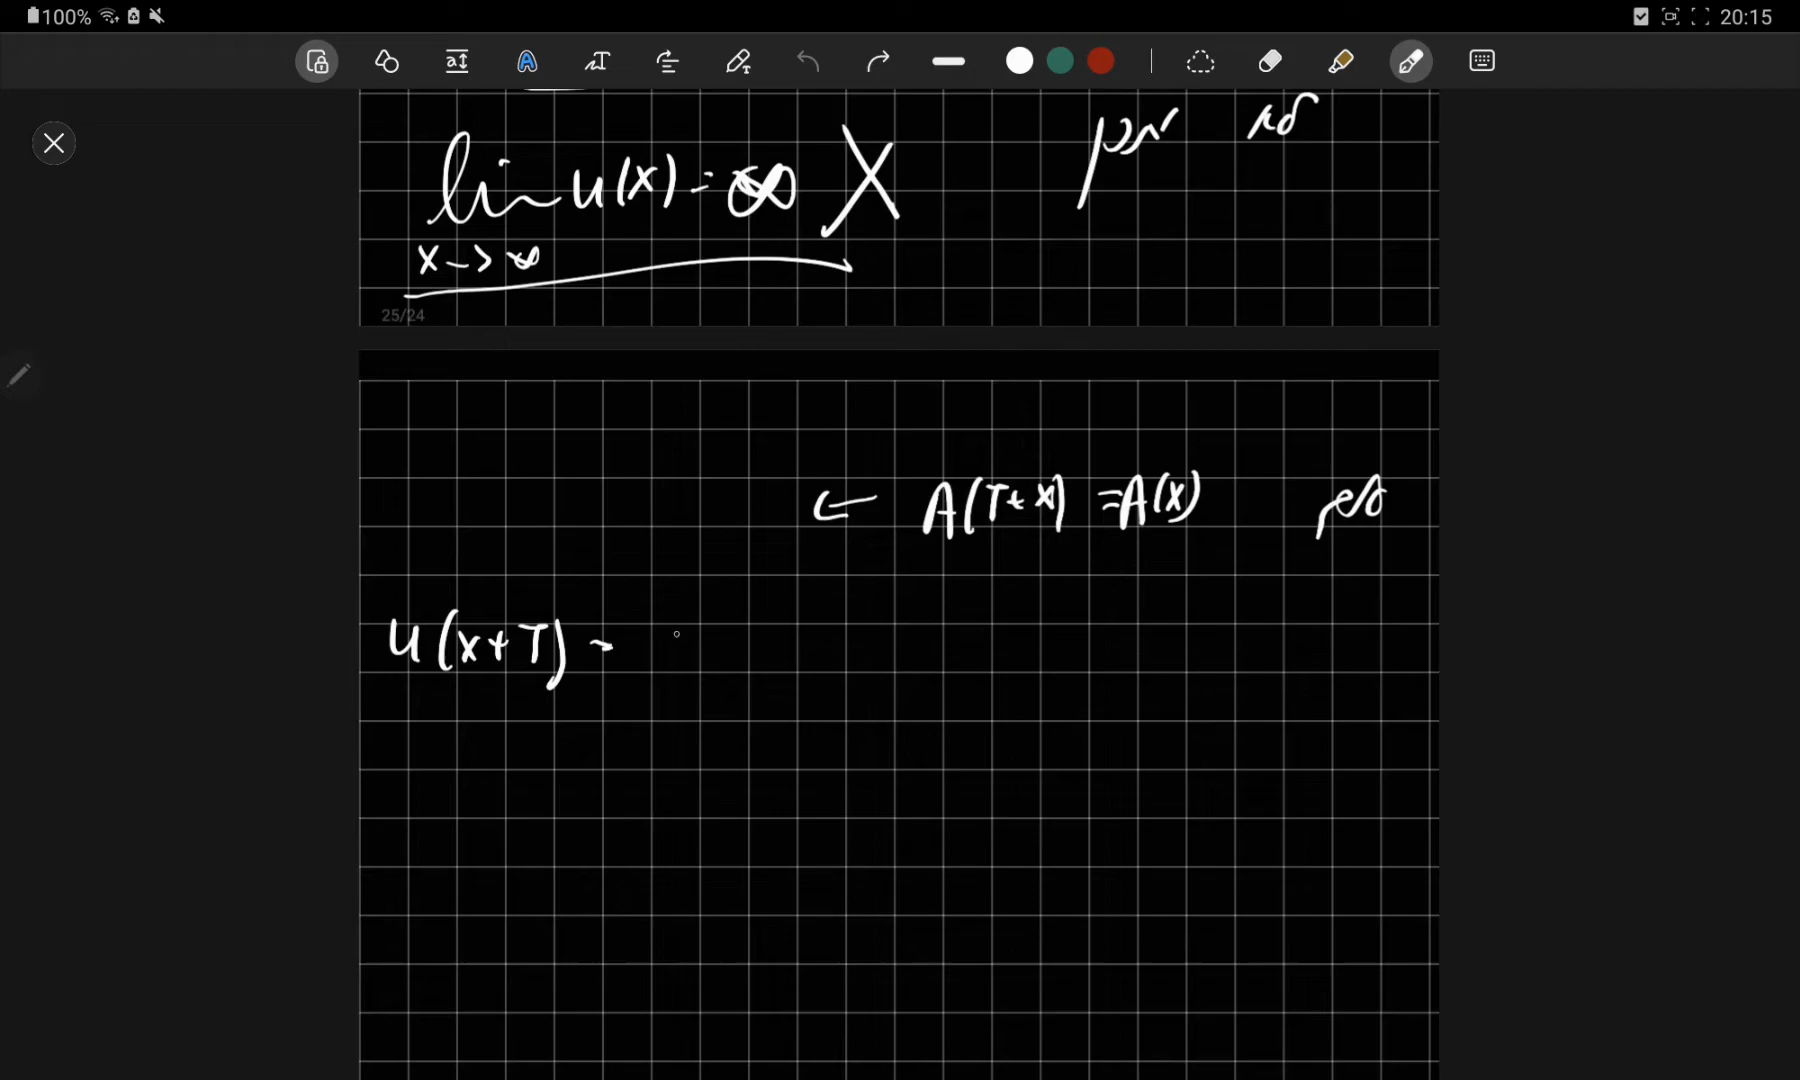 100% 20:15
lim u(x) = ∞ X
x -> ∞
25/24
<- A(T+x) = A(x)
u(x+T) =